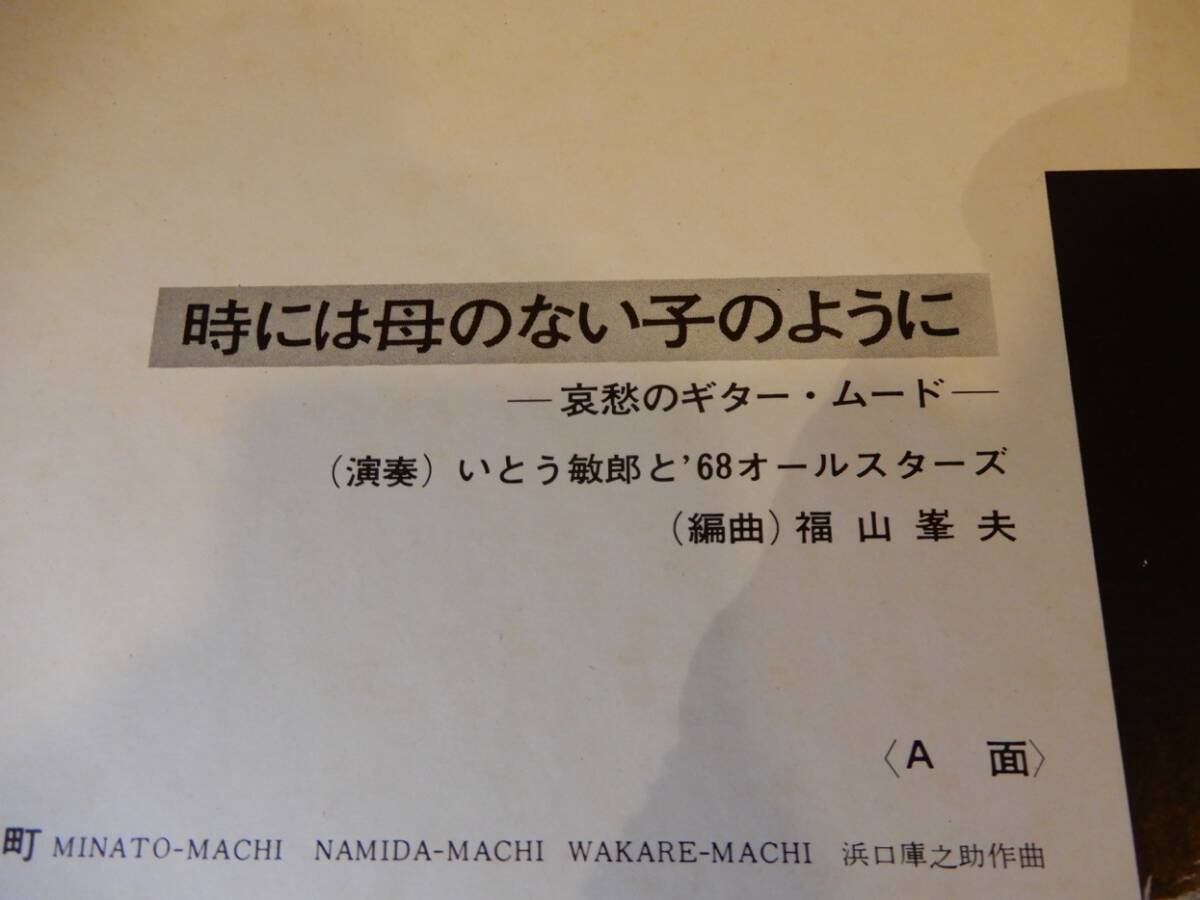 時には母のない子のように
―哀愁のギター・ムード―
(演奏)いとう敏郎と'68オールスターズ
(編曲)福山峯夫
〈A 面〉
町 MINATO-MACHI NAMIDA-MACHI WAKARE-MACHI 浜口庫之助作曲